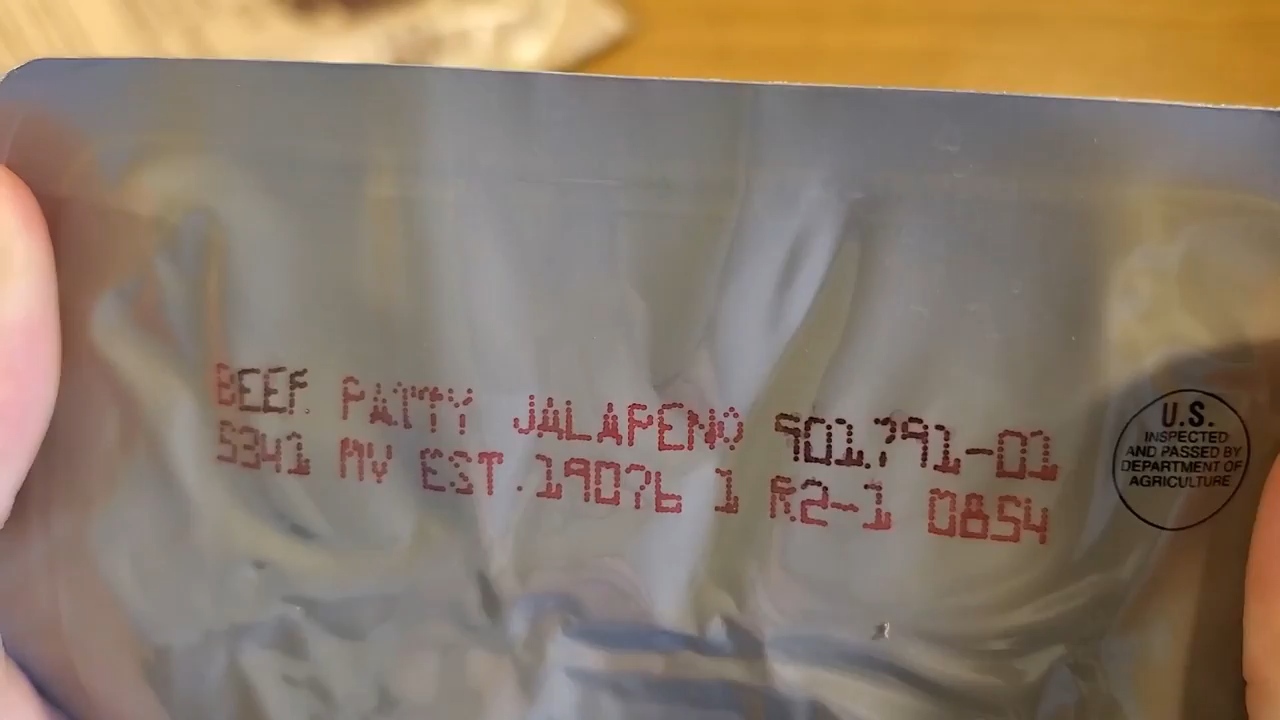 BEEF PATTY JALAPENO 901791-01
5341 MV EST.19076 1 R2-1 0854
U.S.
INSPECTED
AND PASSED BY
DEPARTMENT OF
AGRICULTURE